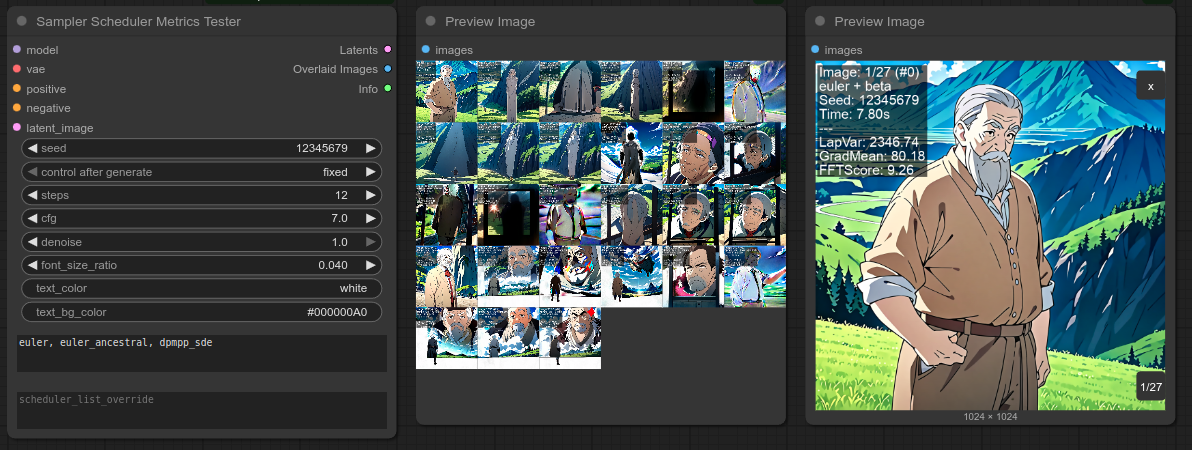 Sampler Scheduler Metrics Tester
model
Latents
vae
Overlaid Images
positive
Info
negative
latent_image
seed 12345679
control after generate fixed
steps 12
cfg 7.0
denoise 1.0
font_size_ratio 0.040
text_color white
text_bg_color #000000A0
euler, euler_ancestral, dpmpp_sde
scheduler_list_override
Preview Image
images
Preview Image
images
Image: 1/27 (#0)
euler + beta
Seed: 12345679
Time: 7.80s
---
LapVar: 2346.74
GradMean: 80.18
FFTScore: 9.26
x
1/27
1024 × 1024